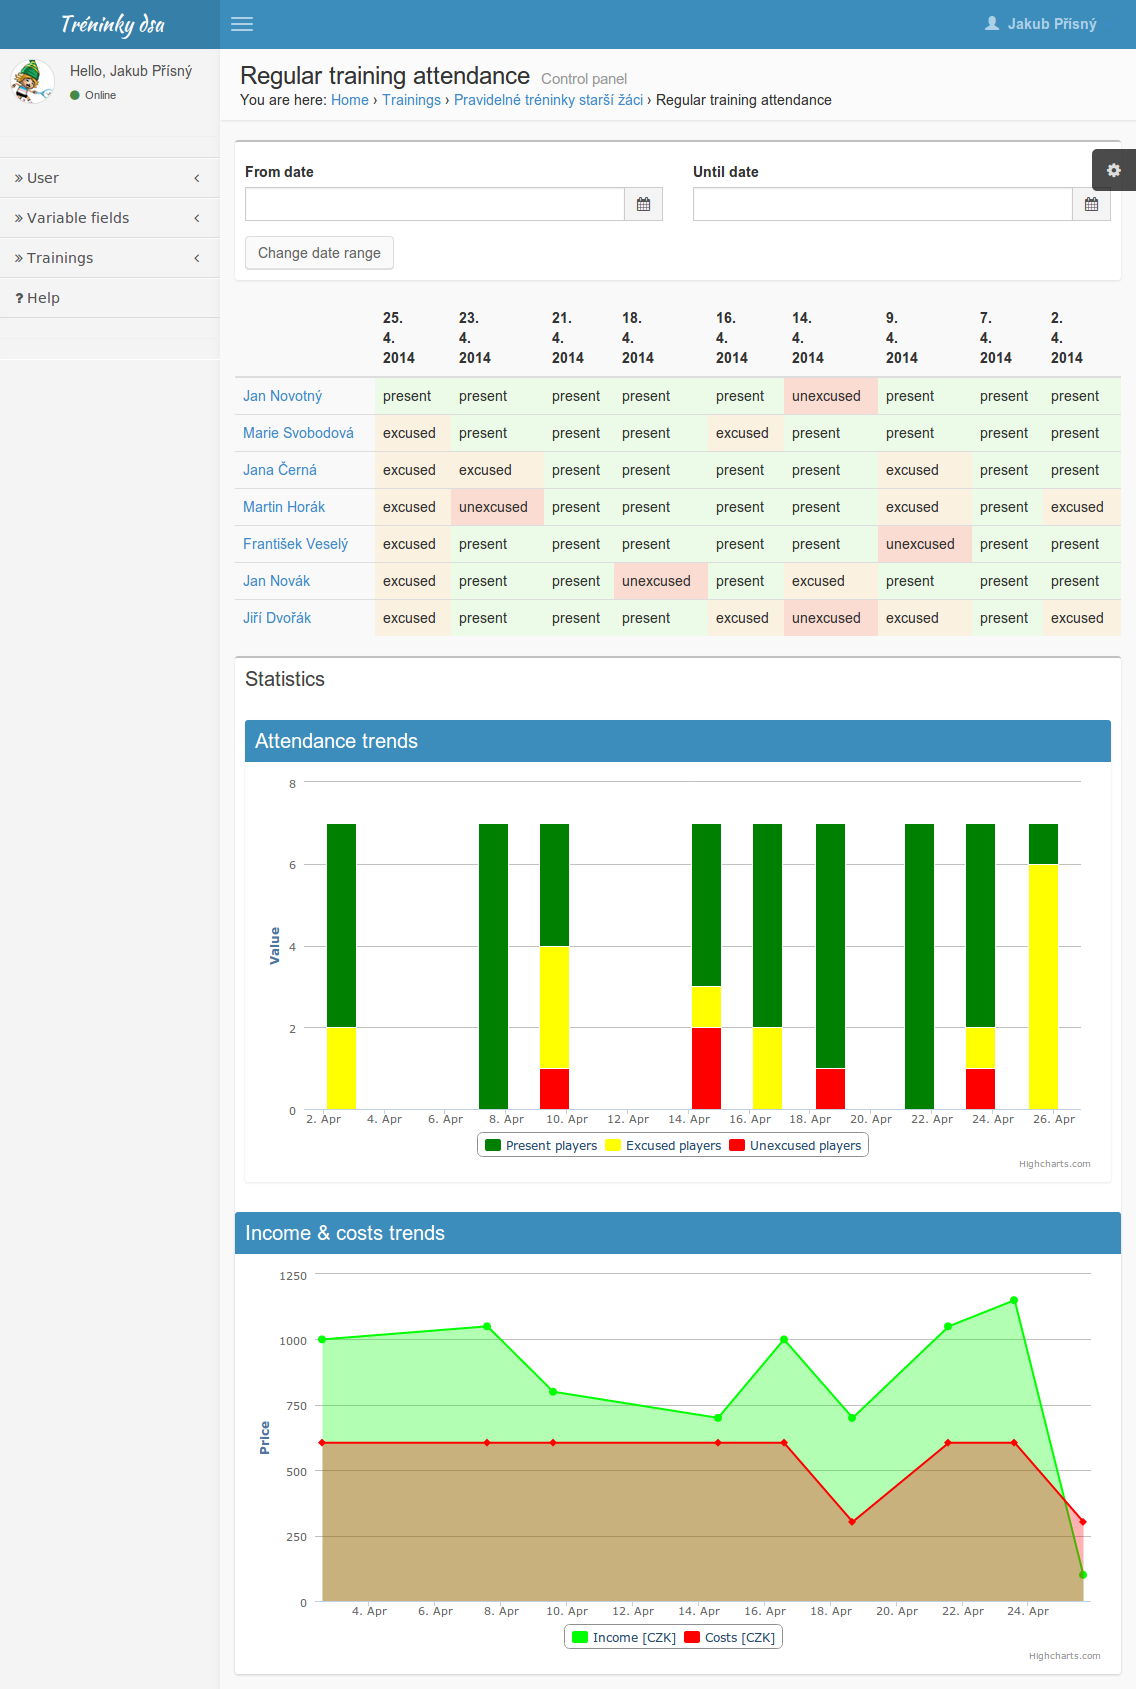 Tréninky dsa
Jakub Přísný
Hello, Jakub Přísný
Online
User
Variable fields
Trainings
Help
Regular training attendance Control panel
You are here: Home › Trainings › Pravidelné tréninky starší žáci › Regular training attendance
From date Until date
Change date range
25. 23. 21. 18. 16. 14. 9. 7. 2.
4. 4. 4. 4. 4. 4. 4. 4. 4.
2014 2014 2014 2014 2014 2014 2014 2014 2014
Jan Novotný present present present present present unexcused present present present
Marie Svobodová excused present present present excused present present present present
Jana Černá excused excused present present present present excused present present
Martin Horák excused unexcused present present present present excused present excused
František Veselý excused present present present present present unexcused present present
Jan Novák excused present present unexcused present excused present present present
Jiří Dvořák excused present present present excused unexcused excused present excused
Statistics
Attendance trends
8
6
4
2
0
Value
2. Apr 4. Apr 6. Apr 8. Apr 10. Apr 12. Apr 14. Apr 16. Apr 18. Apr 20. Apr 22. Apr 24. Apr 26. Apr
Present players Excused players Unexcused players
Highcharts.com
Income & costs trends
1250
1000
750
500
250
0
Price
4. Apr 6. Apr 8. Apr 10. Apr 12. Apr 14. Apr 16. Apr 18. Apr 20. Apr 22. Apr 24. Apr
Income [CZK] Costs [CZK]
Highcharts.com